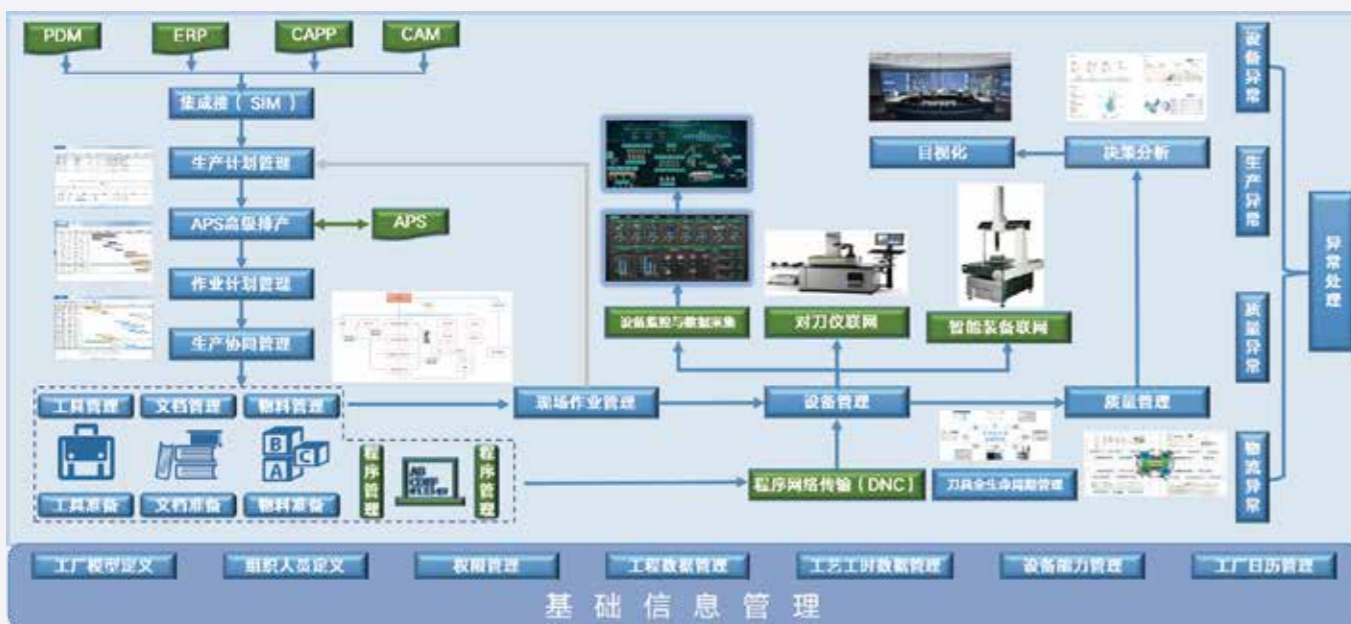 PDM
ERP
CAPP
CAM
集成接（SIM）
生产计划管理
APS高级排产
APS
作业计划管理
生产协同管理
工具管理
文档管理
物料管理
B
A
C
工具准备
文档准备
物料准备
程序管理
程序管理
现场作业管理
设备管理
质量管理
程序网络传输（DNC）
刀具全生命周期管理
设备监控与数据采集
对刀仪联网
智能装备联网
目视化
决策分析
设备异常
生产异常
质量异常
物流异常
异常处理
工厂模型定义
组织人员定义
权限管理
工程数据管理
工艺工时数据管理
设备能力管理
工厂日历管理
基础信息管理